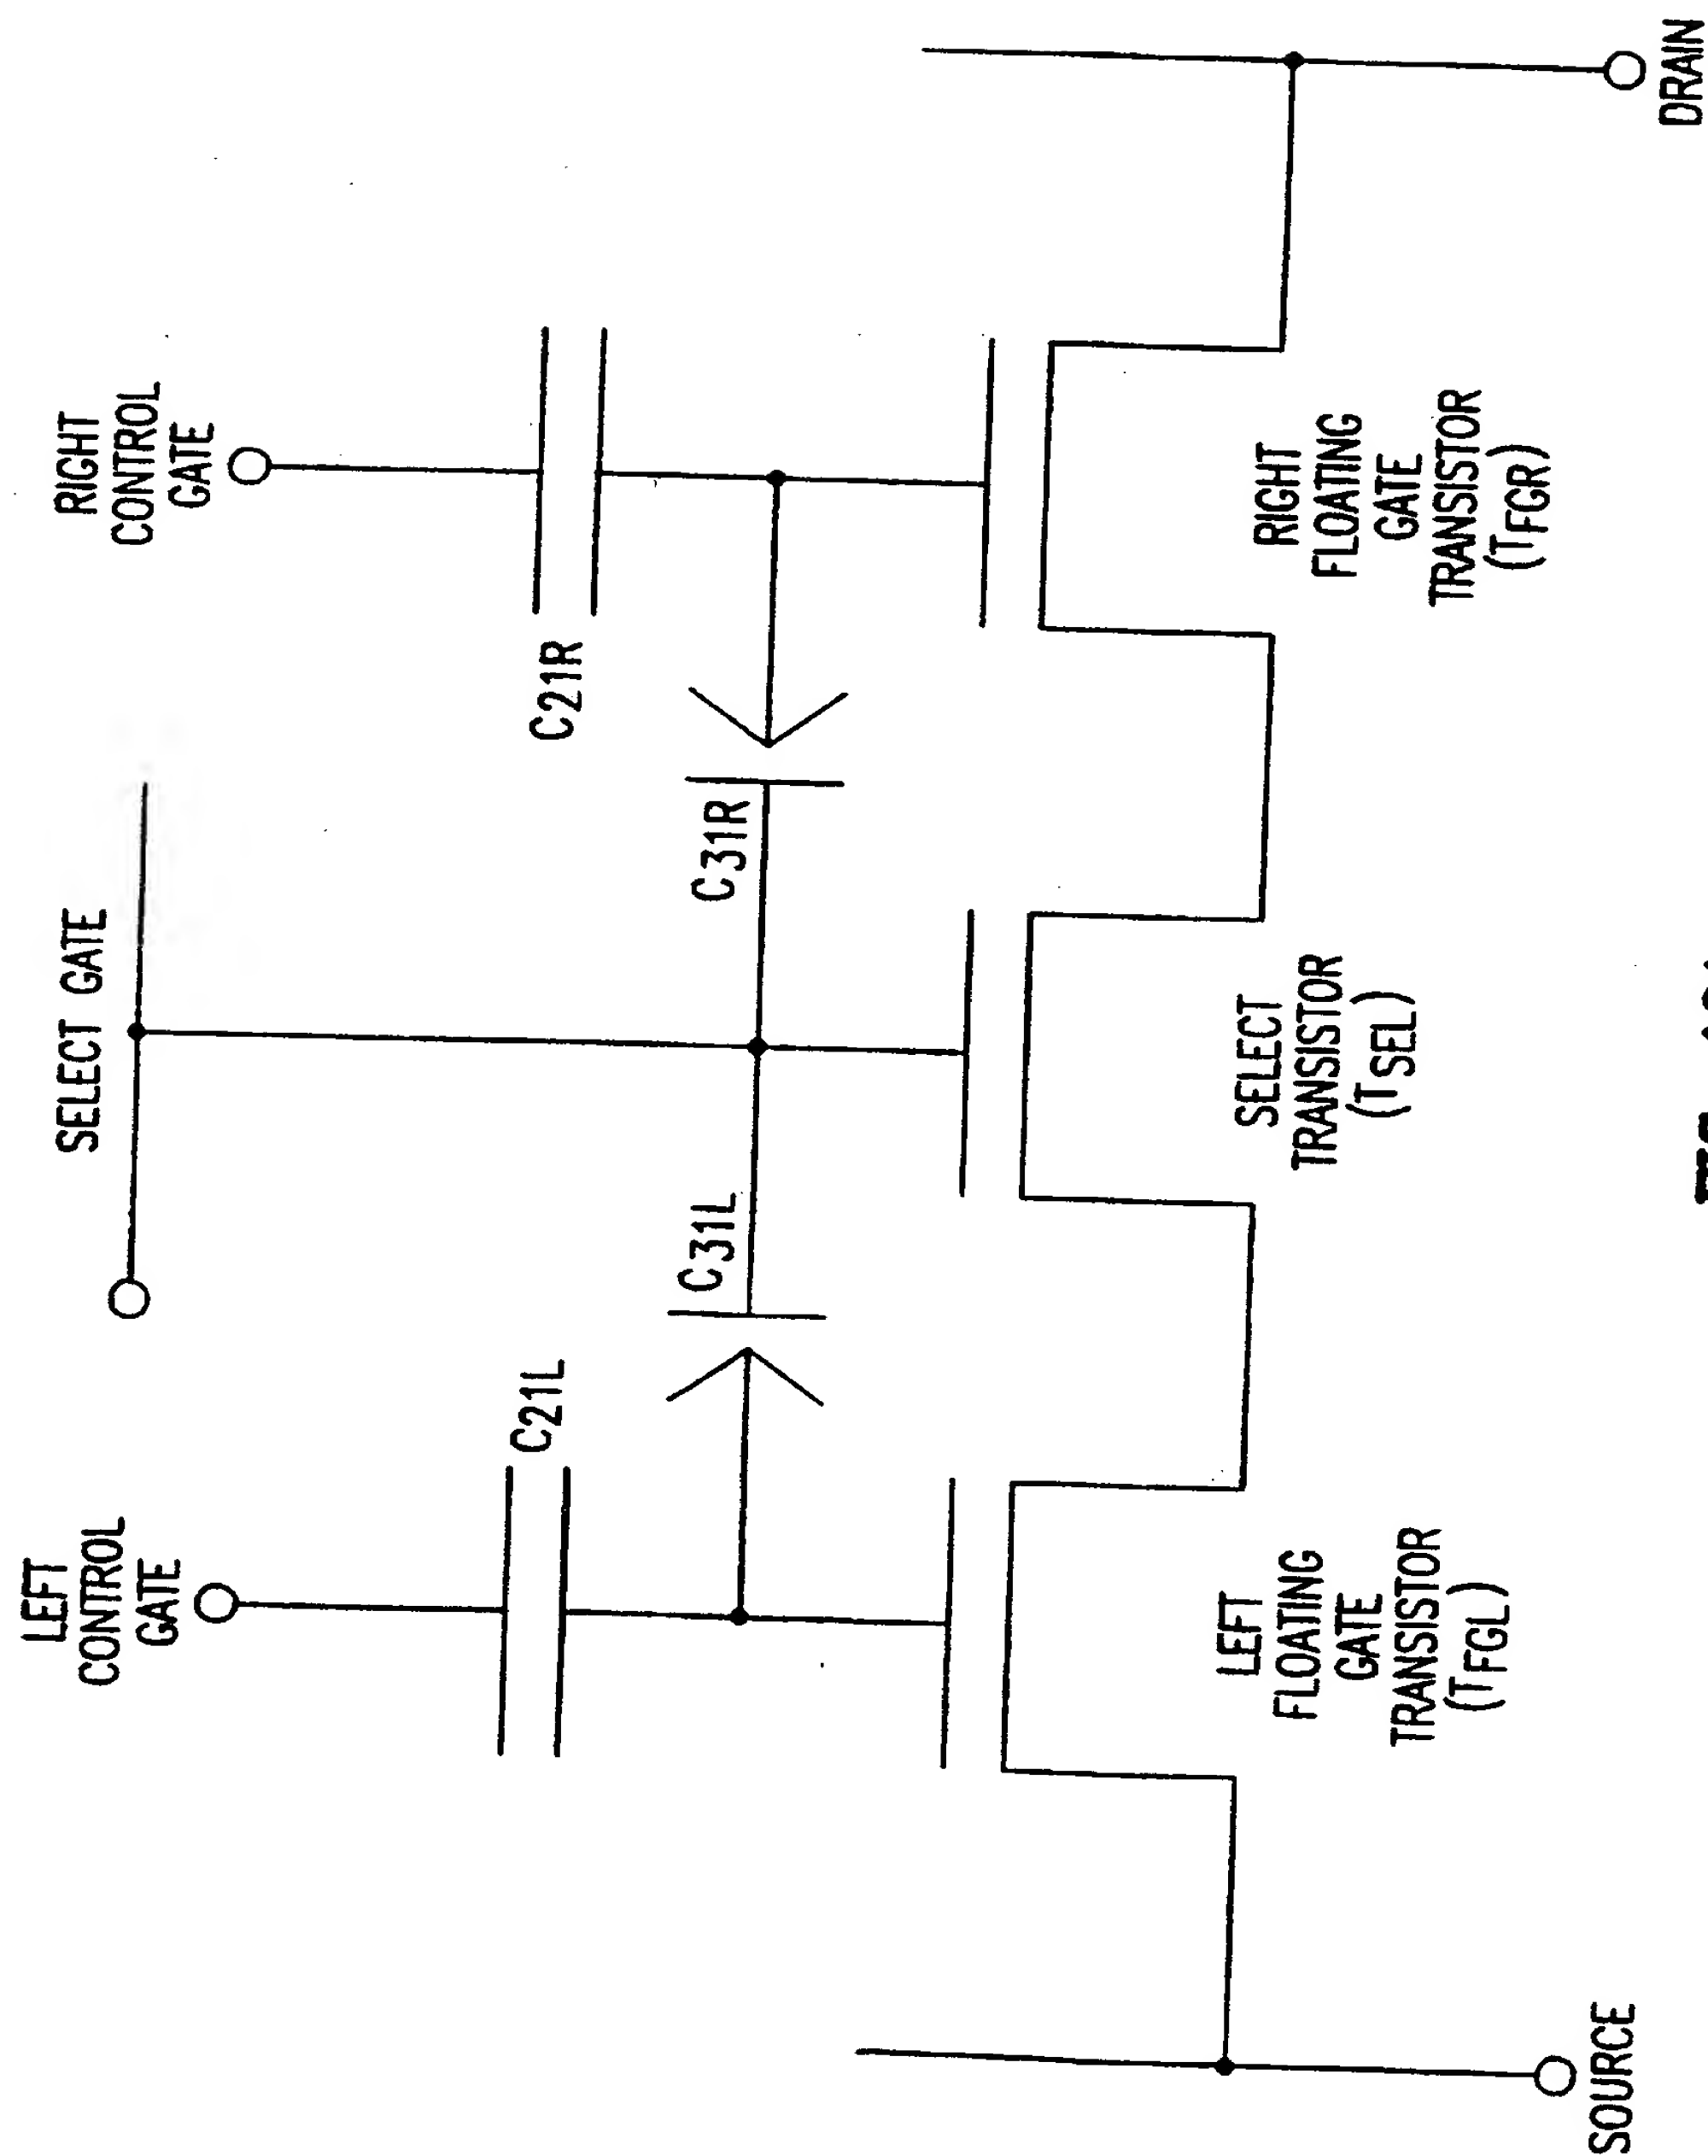 LEFT
CONTROL
GATE
SELECT GATE
RIGHT
CONTROL
GATE
C21L
C21R
C31L
C31R
LEFT
FLOATING
GATE
TRANSISTOR
(TFGL)
SELECT
TRANSISTOR
(TSEL)
RIGHT
FLOATING
GATE
TRANSISTOR
(TFGR)
SOURCE
DRAIN